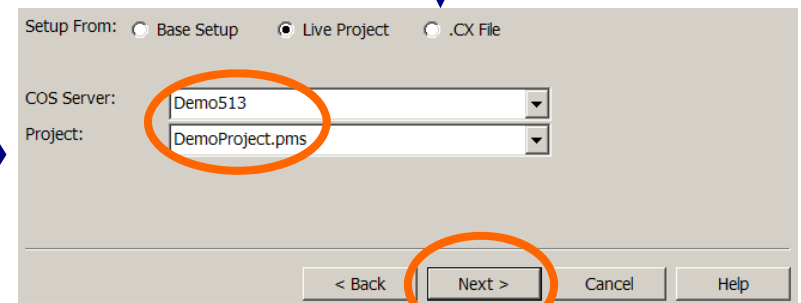 Setup From: Base Setup Live Project .CX File
COS Server: Demo513
Project: DemoProject.pms
< Back Next > Cancel Help